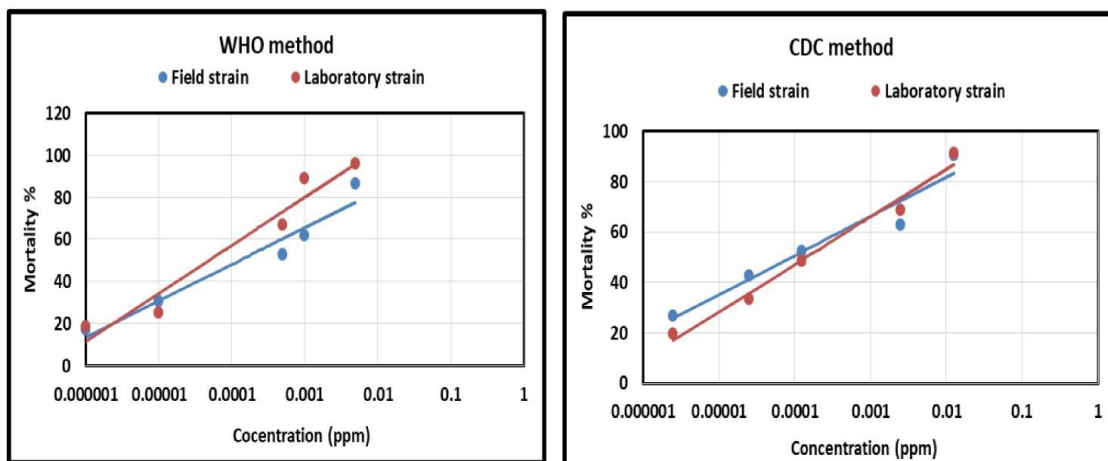 WHO method
Field strain Laboratory strain
120
100
80
60
40
20
0
Mortality %
0.000001 0.00001 0.0001 0.001 0.01 0.1 1
Cocentration (ppm)
CDC method
Field strain Laboratory strain
100
80
60
40
20
0
Mortality %
0.000001 0.00001 0.0001 0.001 0.01 0.1 1
Concentration (ppm)